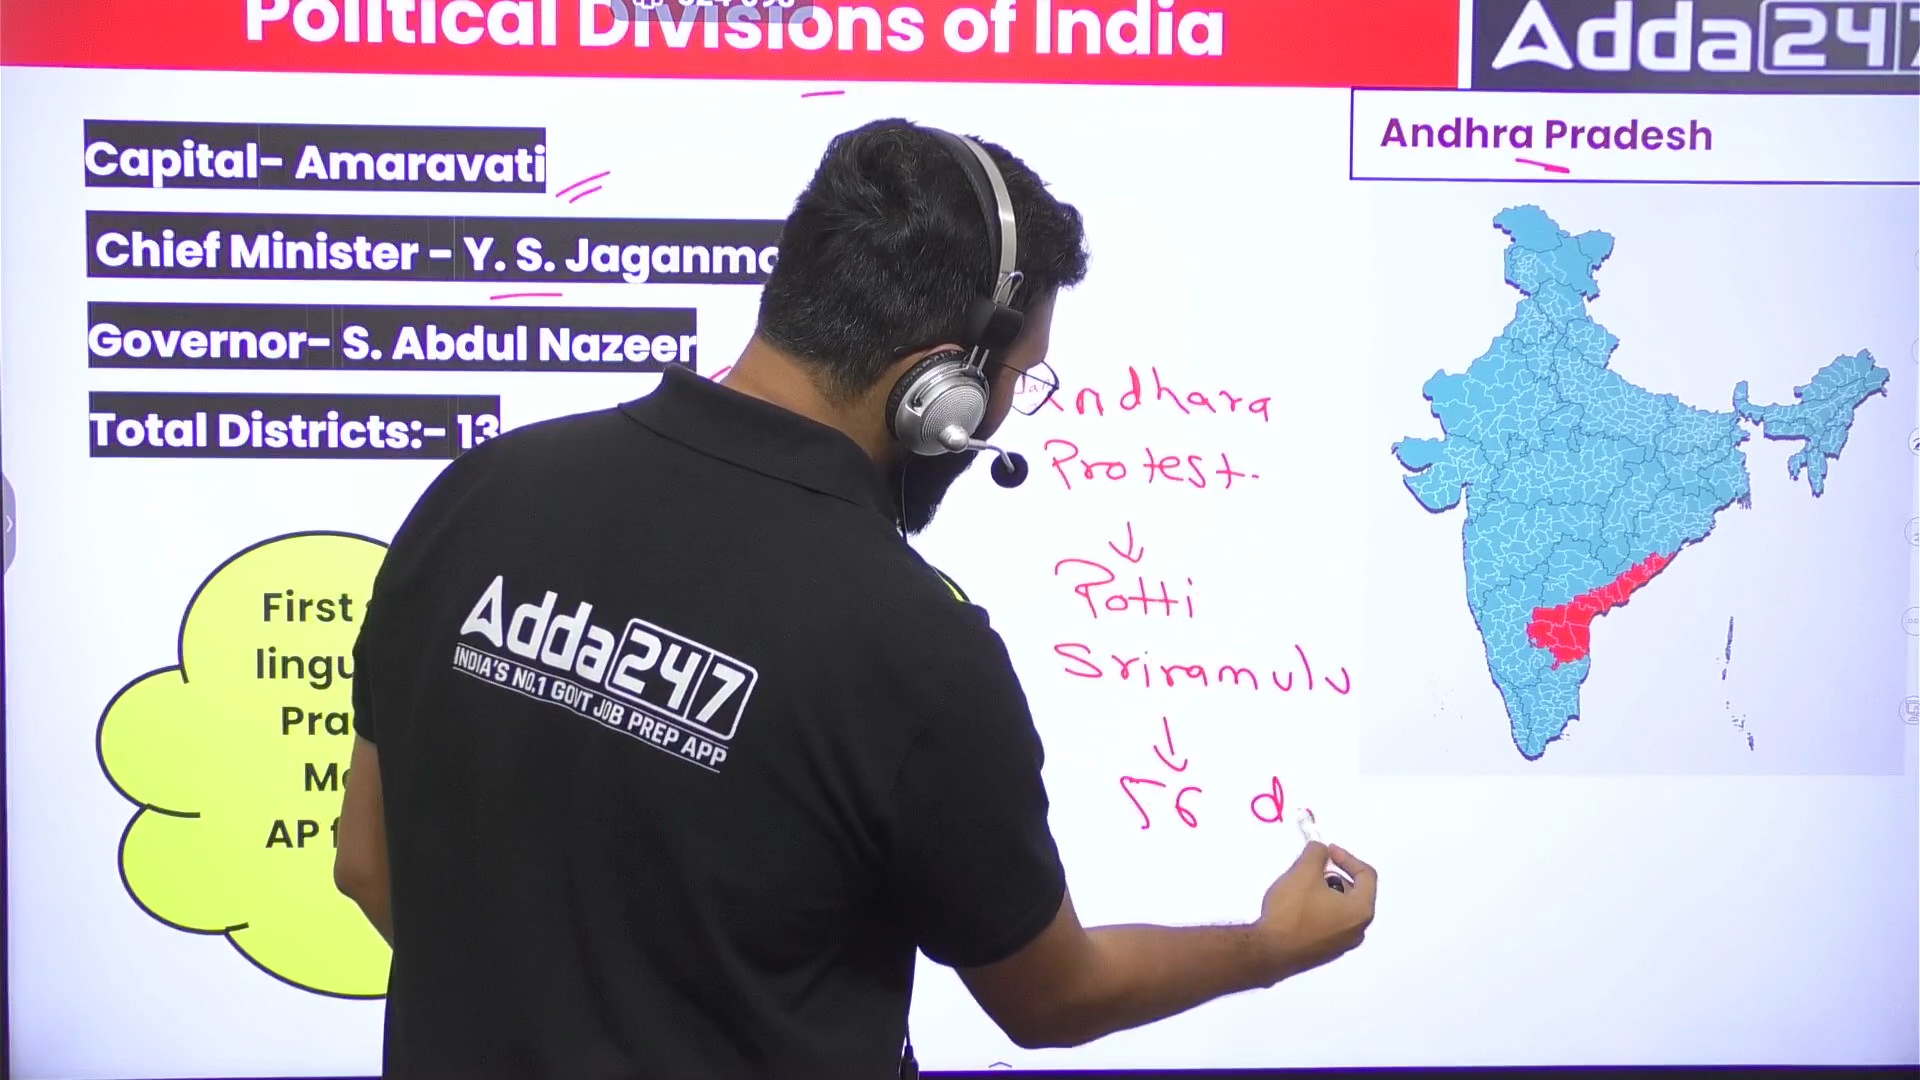 Political Divisions of India
Adda247
Andhra Pradesh
Capital- Amaravati
Chief Minister - Y. S. Jaganmo
Governor- S. Abdul Nazeer
Total Districts:- 13
First
lingu
Pra
M
AP f
ndhara
Protest.
Potti
Sriramulu
56 d
Adda247
INDIA'S NO.1 GOVT JOB PREP APP